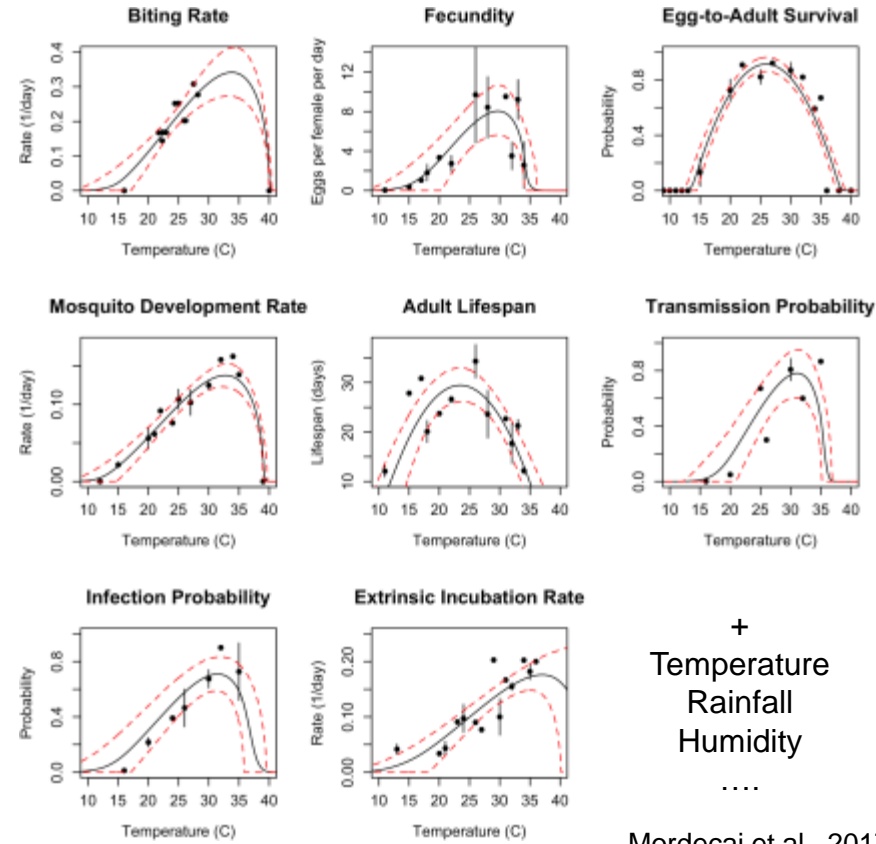 Biting Rate
Rate (1/day)
0.0 0.1 0.2 0.3 0.4
10 15 20 25 30 35 40
Temperature (C)
Fecundity
Eggs per female per day
0 4 8 12
10 15 20 25 30 35 40
Temperature (C)
Egg-to-Adult Survival
Probability
0.0 0.4 0.8
10 15 20 25 30 35 40
Temperature (C)
Mosquito Development Rate
Rate (1/day)
0.00 0.10
10 15 20 25 30 35 40
Temperature (C)
Adult Lifespan
Lifespan (days)
10 20 30
10 15 20 25 30 35 40
Temperature (C)
Transmission Probability
Probability
0.0 0.4 0.8
10 15 20 25 30 35 40
Temperature (C)
Infection Probability
Probability
0.0 0.4 0.8
10 15 20 25 30 35 40
Temperature (C)
Extrinsic Incubation Rate
Rate (1/day)
0.00 0.10 0.20
10 15 20 25 30 35 40
Temperature (C)
+
Temperature
Rainfall
Humidity
....
Mordecai et al., 2017